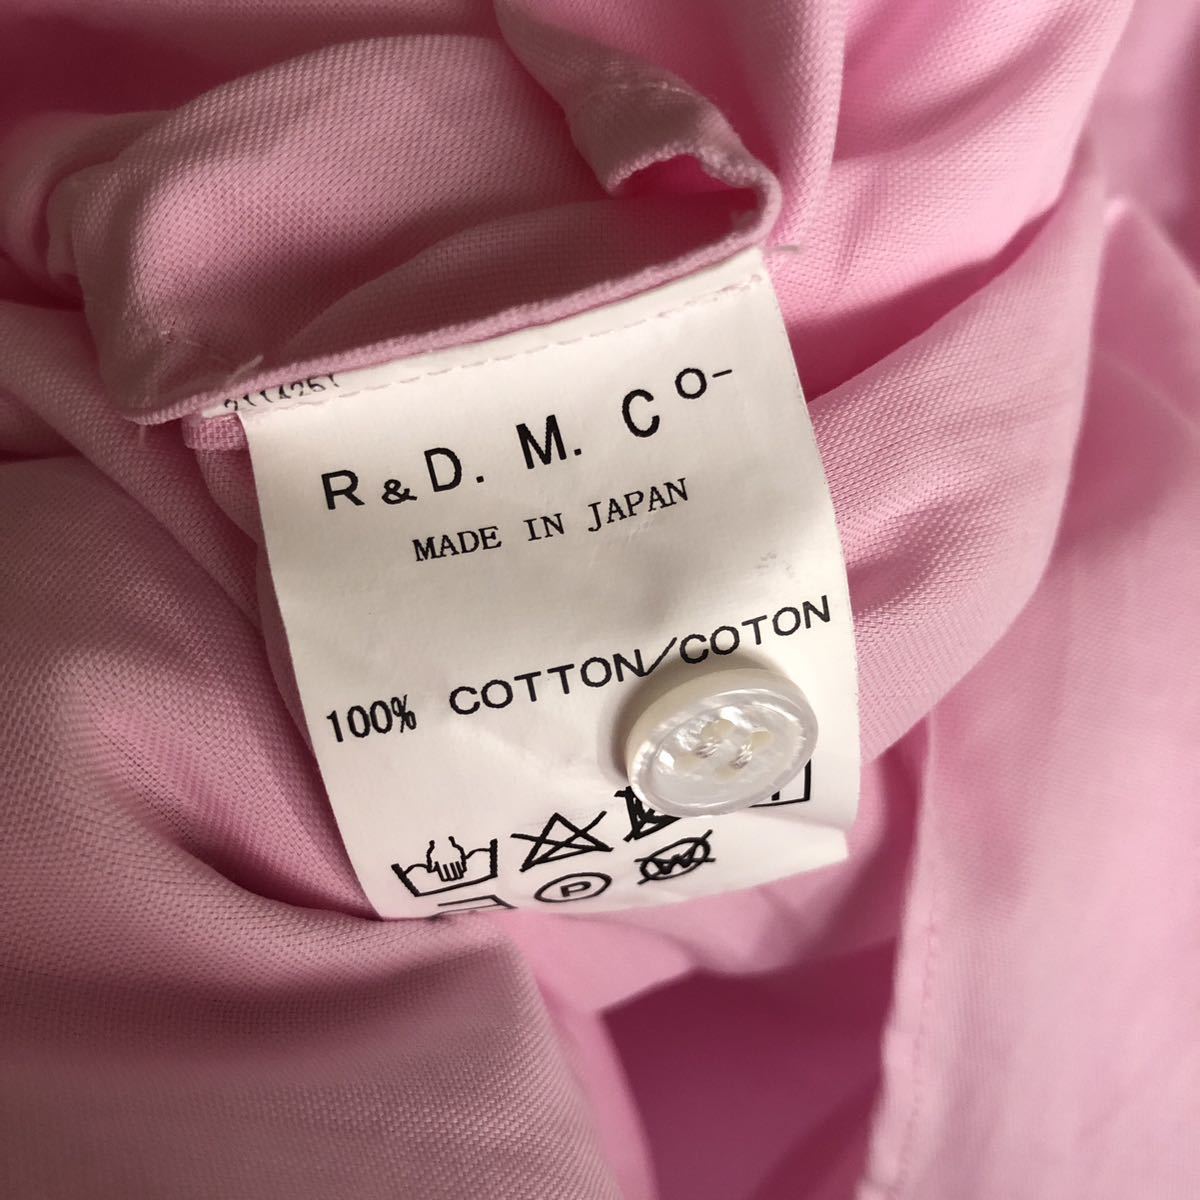 R & D. M. Co-
MADE IN JAPAN
100% COTTON/COTON
P
W